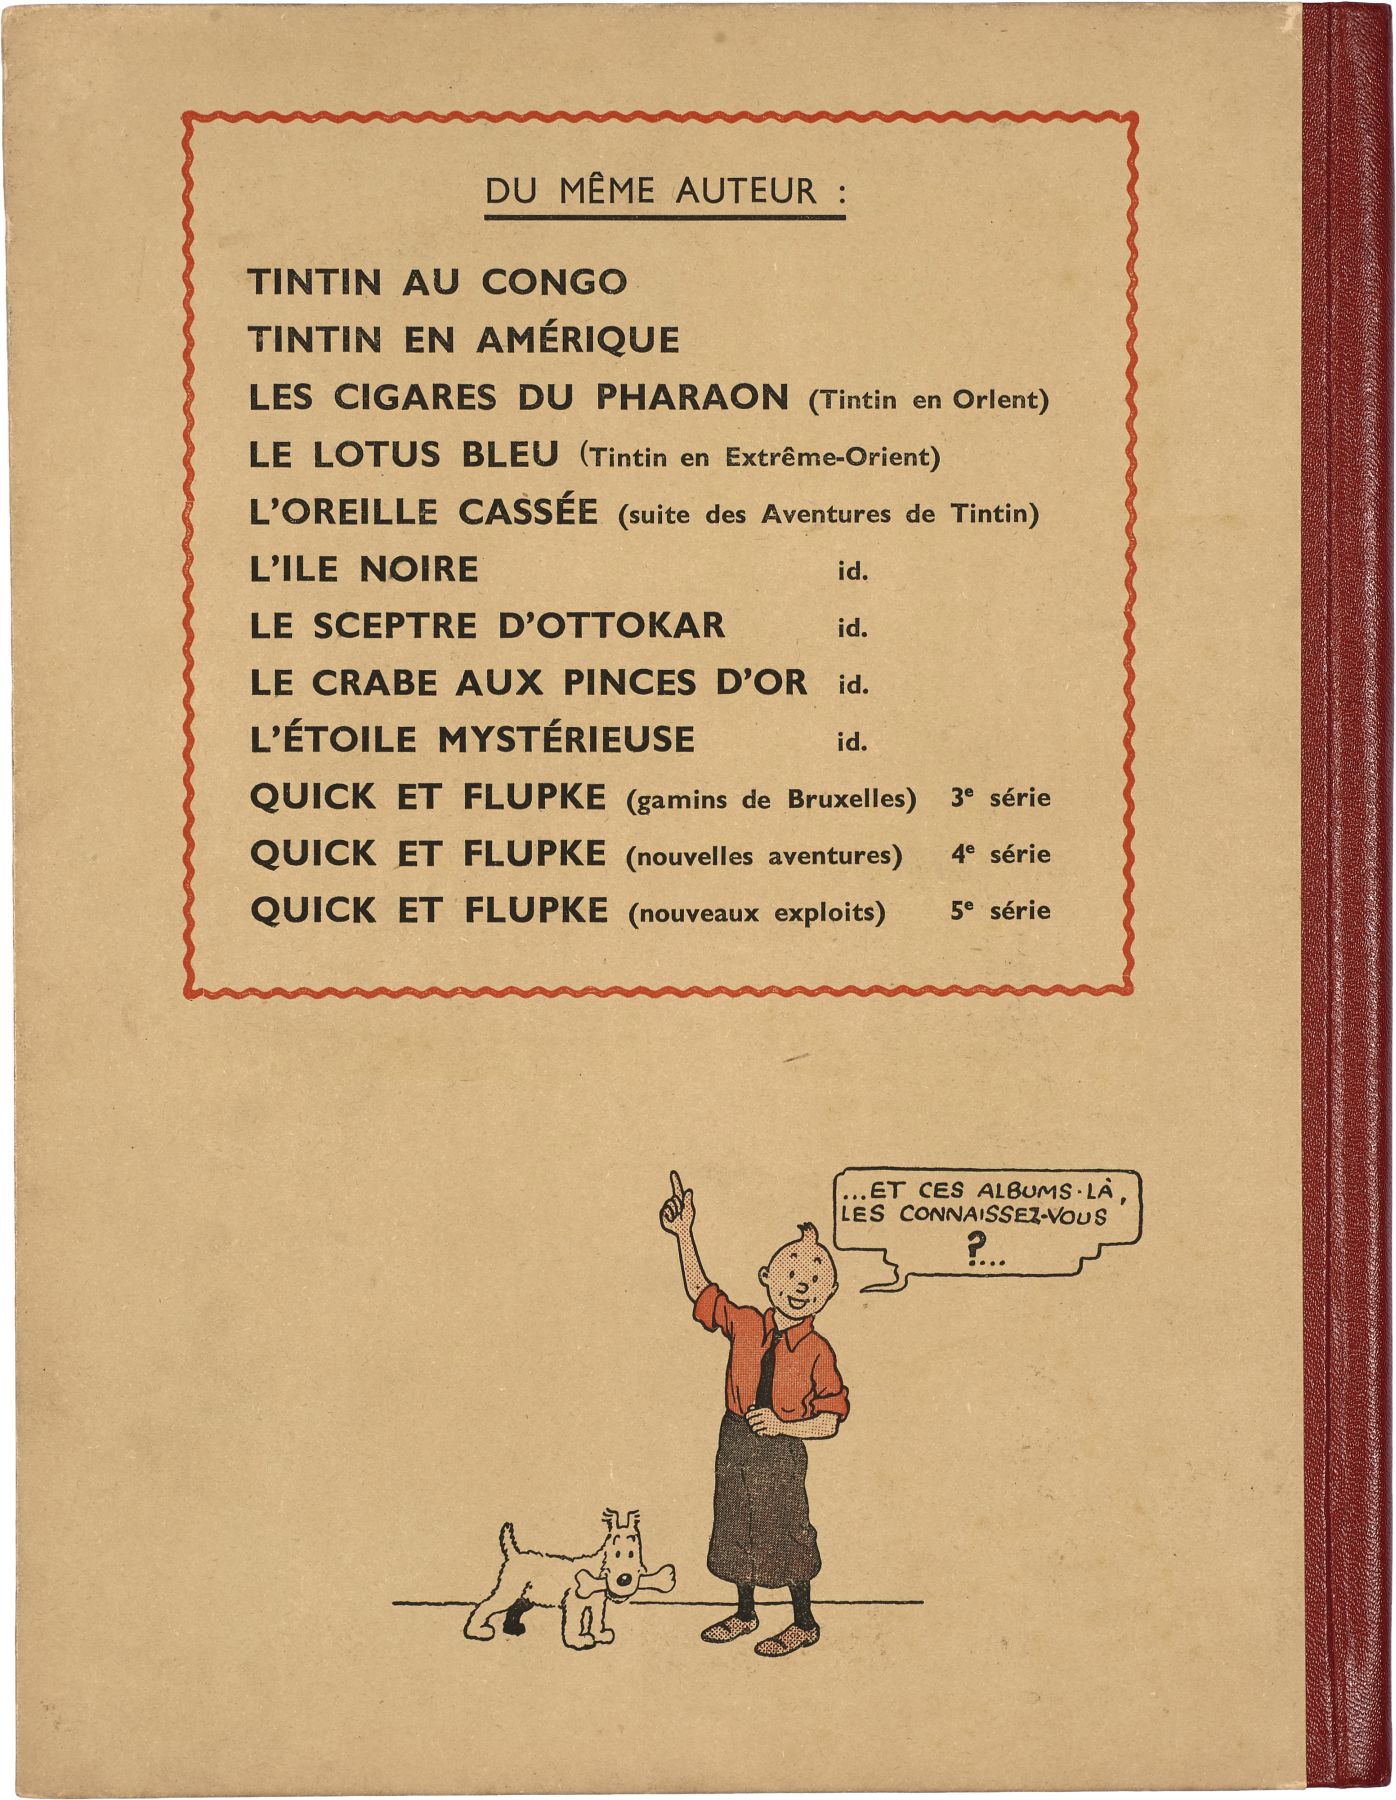 DU MÊME AUTEUR :
TINTIN AU CONGO
TINTIN EN AMÉRIQUE
LES CIGARES DU PHARAON (Tintin en Orient)
LE LOTUS BLEU (Tintin en Extrême-Orient)
L'OREILLE CASSÉE (suite des Aventures de Tintin)
L'ILE NOIRE id.
LE SCEPTRE D'OTTOKAR id.
LE CRABE AUX PINCES D'OR id.
L'ÉTOILE MYSTÉRIEUSE id.
QUICK ET FLUPKE (gamins de Bruxelles) 3e série
QUICK ET FLUPKE (nouvelles aventures) 4e série
QUICK ET FLUPKE (nouveaux exploits) 5e série
...ET CES ALBUMS-LÀ,
LES CONNAISSEZ-VOUS
?...